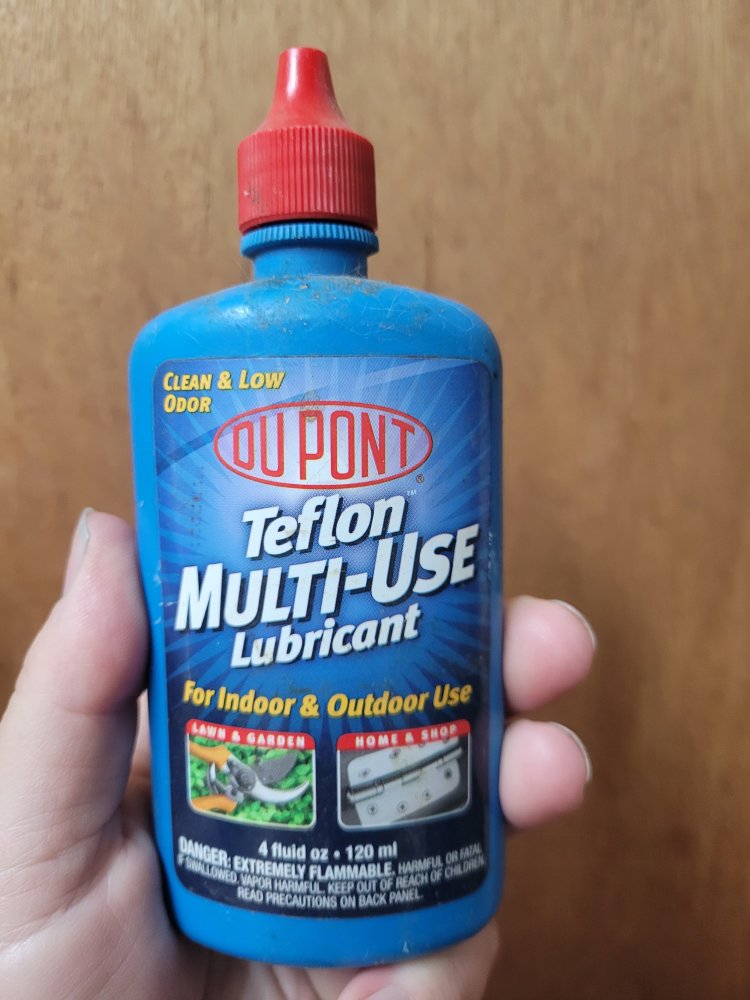 CLEAN & LOW
ODOR
DU PONT
®
Teflon™
MULTI-USE
Lubricant
For Indoor & Outdoor Use
LAWN & GARDEN
HOME & SHOP
4 fluid oz • 120 ml
DANGER: EXTREMELY FLAMMABLE. HARMFUL OR FATAL
IF SWALLOWED. VAPOR HARMFUL. KEEP OUT OF REACH OF CHILDREN.
READ PRECAUTIONS ON BACK PANEL.